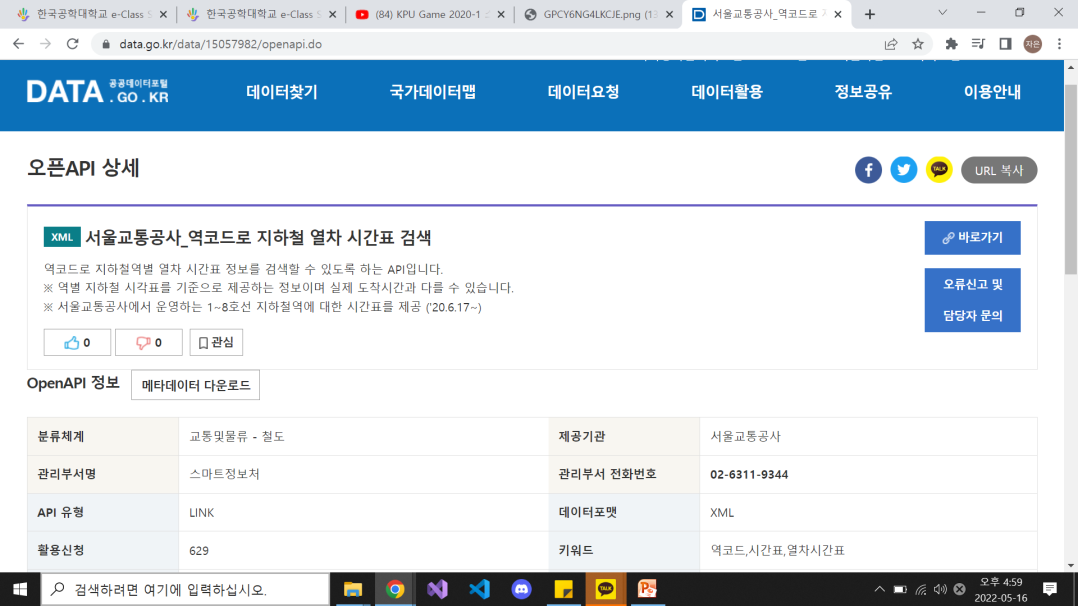 한국공학대학교 e-Class S
한국공학대학교 e-Class S
(84) KPU Game 2020-1
GPCY6NG4LKCJE.png (13
서울교통공사_역코드로
data.go.kr/data/15057982/openapi.do
자은
DATA 공공데이터포털 .GO.KR
데이터찾기 국가데이터맵 데이터요청 데이터활용 정보공유 이용안내
오픈API 상세
TALK
URL 복사
XML 서울교통공사_역코드로 지하철 열차 시간표 검색
바로가기
역코드로 지하철역별 열차 시간표 정보를 검색할 수 있도록 하는 API입니다.
※ 역별 지하철 시각표를 기준으로 제공하는 정보이며 실제 도착시간과 다를 수 있습니다.
※ 서울교통공사에서 운영하는 1~8호선 지하철역에 대한 시간표를 제공 ('20.6.17~)
오류신고 및
담당자 문의
0 0 관심
OpenAPI 정보 메타데이터 다운로드
분류체계 교통및물류 - 철도 제공기관 서울교통공사
관리부서명 스마트정보처 관리부서 전화번호 02-6311-9344
API 유형 LINK 데이터포맷 XML
활용신청 629 키워드 역코드,시간표,열차시간표
검색하려면 여기에 입력하십시오.
TALK
오후 4:59
2022-05-16